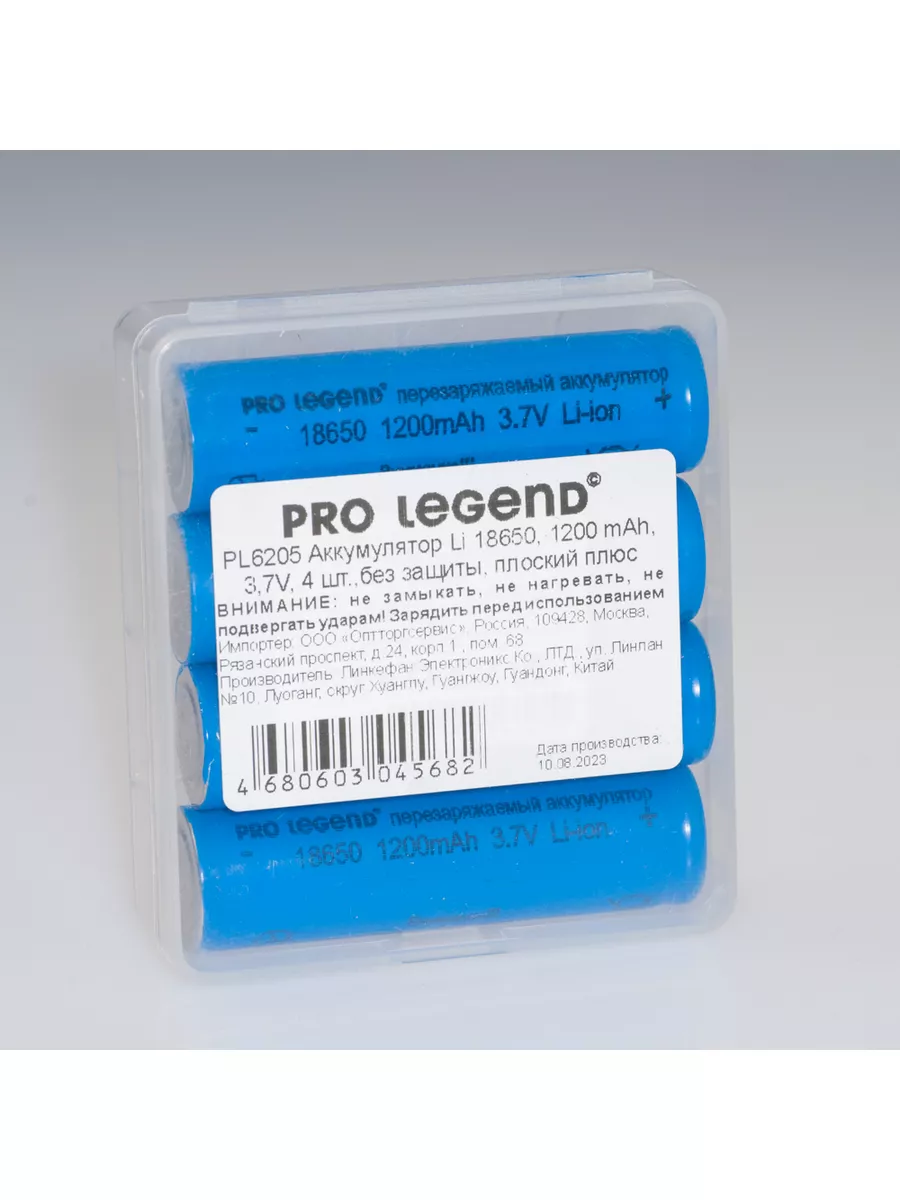 PRO LEGEND® перезаряжаемый аккумулятор
- 18650 1200mAh 3.7V Li-ion +
PRO LEGEND©
PL6205 Аккумулятор Li 18650, 1200 mAh,
3,7V, 4 шт.,без защиты, плоский плюс
ВНИМАНИЕ: не замыкать, не нагревать, не
подвергать ударам! Зарядить перед использованием
Импортер: ООО «Оптторгсервис», Россия, 109428, Москва,
Рязанский проспект, д 24, корп 1 , пом. 68
Производитель: Линкефан Электроникс Ко , ЛТД , ул. Линлан
№10, Луоганг, округ Хуангпу, Гуангжоу, Гуандонг, Китай
4 680603 045682
Дата производства:
10.08.2023
PRO LEGEND® перезаряжаемый аккумулятор
- 18650 1200mAh 3.7V Li-ion +